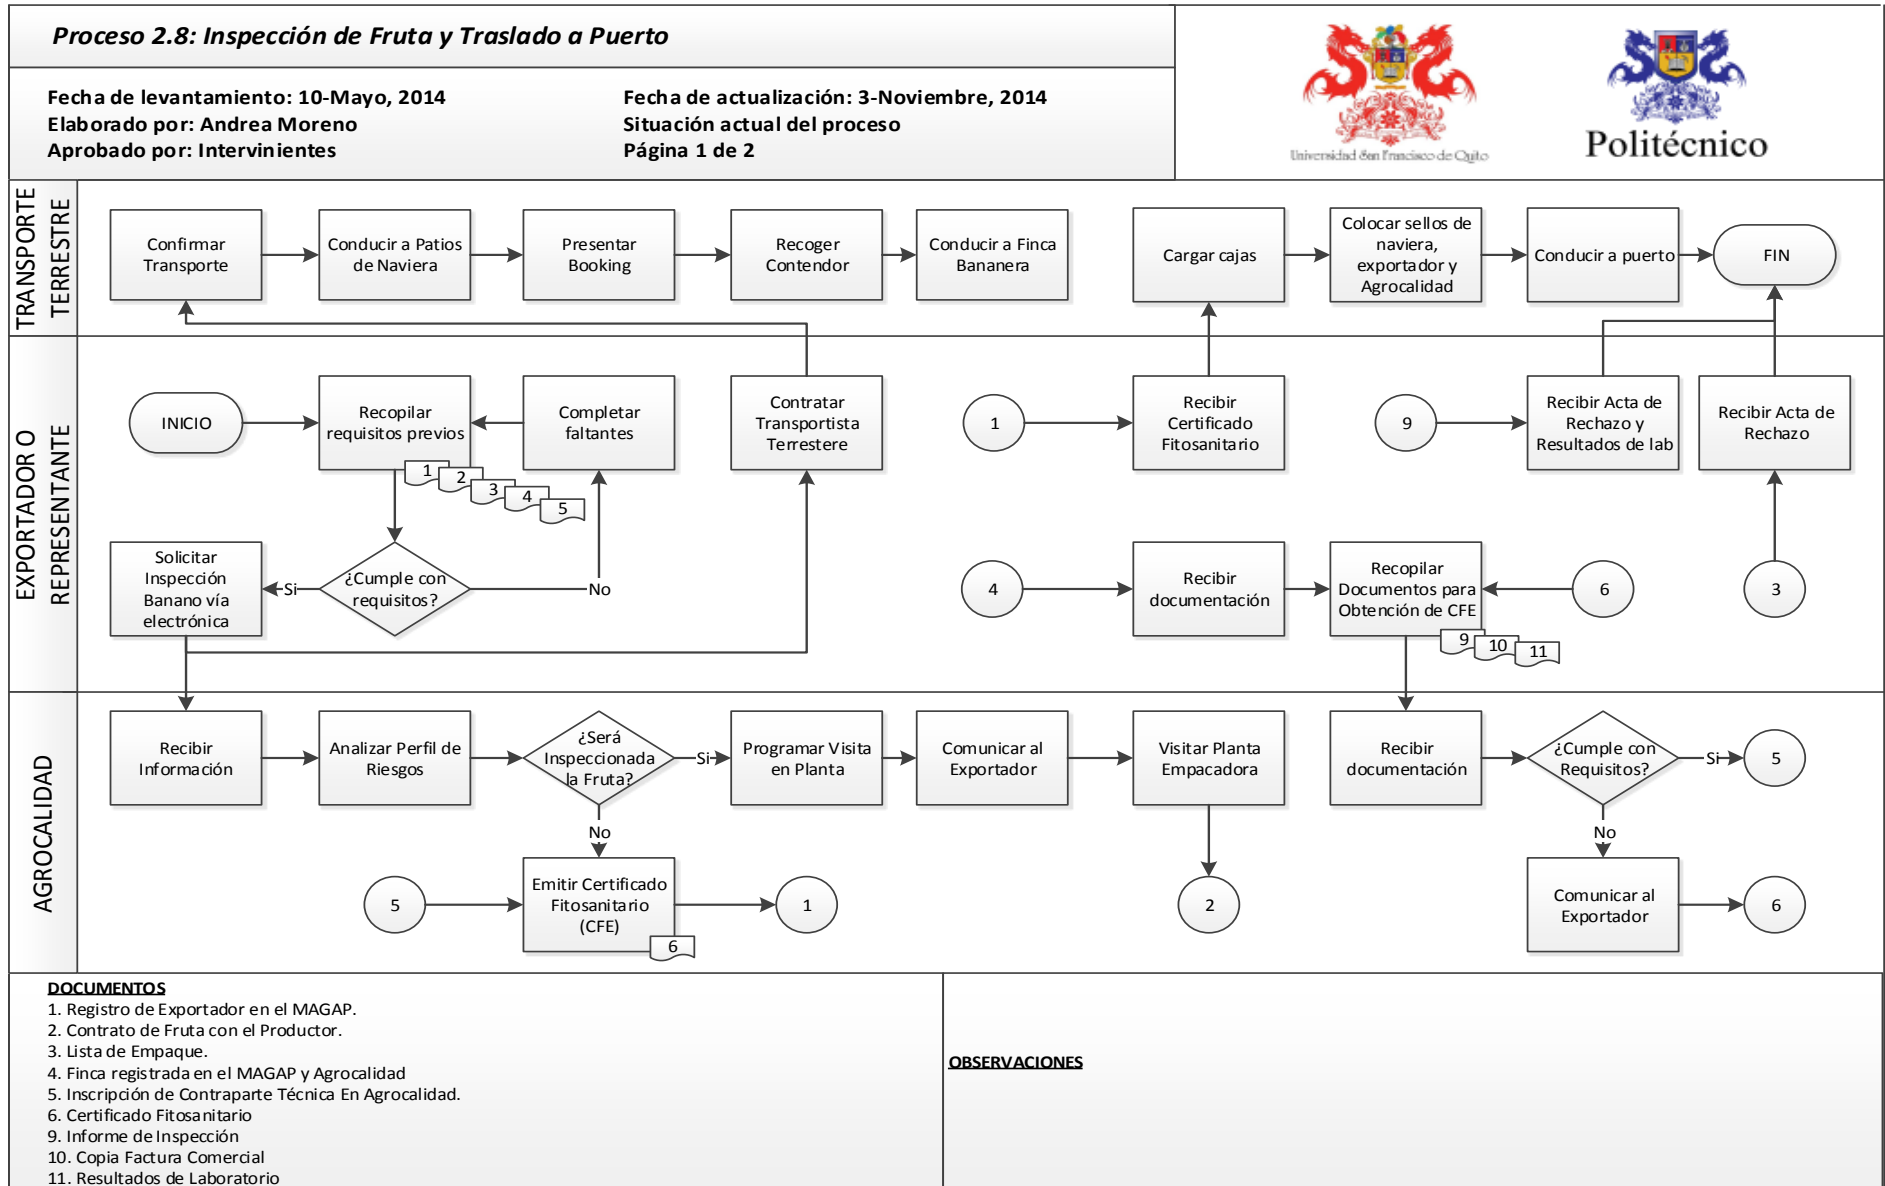 Proceso 2.8: Inspección de Fruta y Traslado a Puerto
Fecha de levantamiento: 10-Mayo, 2014
Elaborado por: Andrea Moreno
Aprobado por: Intervinientes
Fecha de actualización: 3-Noviembre, 2014
Situación actual del proceso
Página 1 de 2
Universidad San Francisco de Quito
Politécnico
TRANSPORTE
TERRESTRE
Confirmar
Transporte
Conducir a Patios
de Naviera
Presentar
Booking
Recoger
Contendor
Conducir a Finca
Bananera
Cargar cajas
Colocar sellos de
naviera,
exportador y
Agrocalidad
Conducir a puerto
FIN
EXPORTADOR O
REPRESENTANTE
INICIO
Recopilar
requisitos previos
1
2
3
4
5
Completar
faltantes
Contratar
Transportista
Terrestere
1
Recibir
Certificado
Fitosanitario
9
Recibir Acta de
Rechazo y
Resultados de lab
Recibir Acta de
Rechazo
Solicitar
Inspección
Banano vía
electrónica
Si
¿Cumple con
requisitos?
No
4
Recibir
documentación
Recopilar
Documentos para
Obtención de CFE
9
10
11
6
3
AGROCALIDAD
Recibir
Información
Analizar Perfil de
Riesgos
¿Será
Inspeccionada
la Fruta?
Si
Programar Visita
en Planta
Comunicar al
Exportador
Visitar Planta
Empacadora
Recibir
documentación
¿Cumple con
Requisitos?
Si
5
No
No
5
Emitir Certificado
Fitosanitario
(CFE)
6
1
2
Comunicar al
Exportador
6
DOCUMENTOS
1. Registro de Exportador en el MAGAP.
2. Contrato de Fruta con el Productor.
3. Lista de Empaque.
4. Finca registrada en el MAGAP y Agrocalidad
5. Inscripción de Contraparte Técnica En Agrocalidad.
6. Certificado Fitosanitario
9. Informe de Inspección
10. Copia Factura Comercial
11. Resultados de Laboratorio
OBSERVACIONES